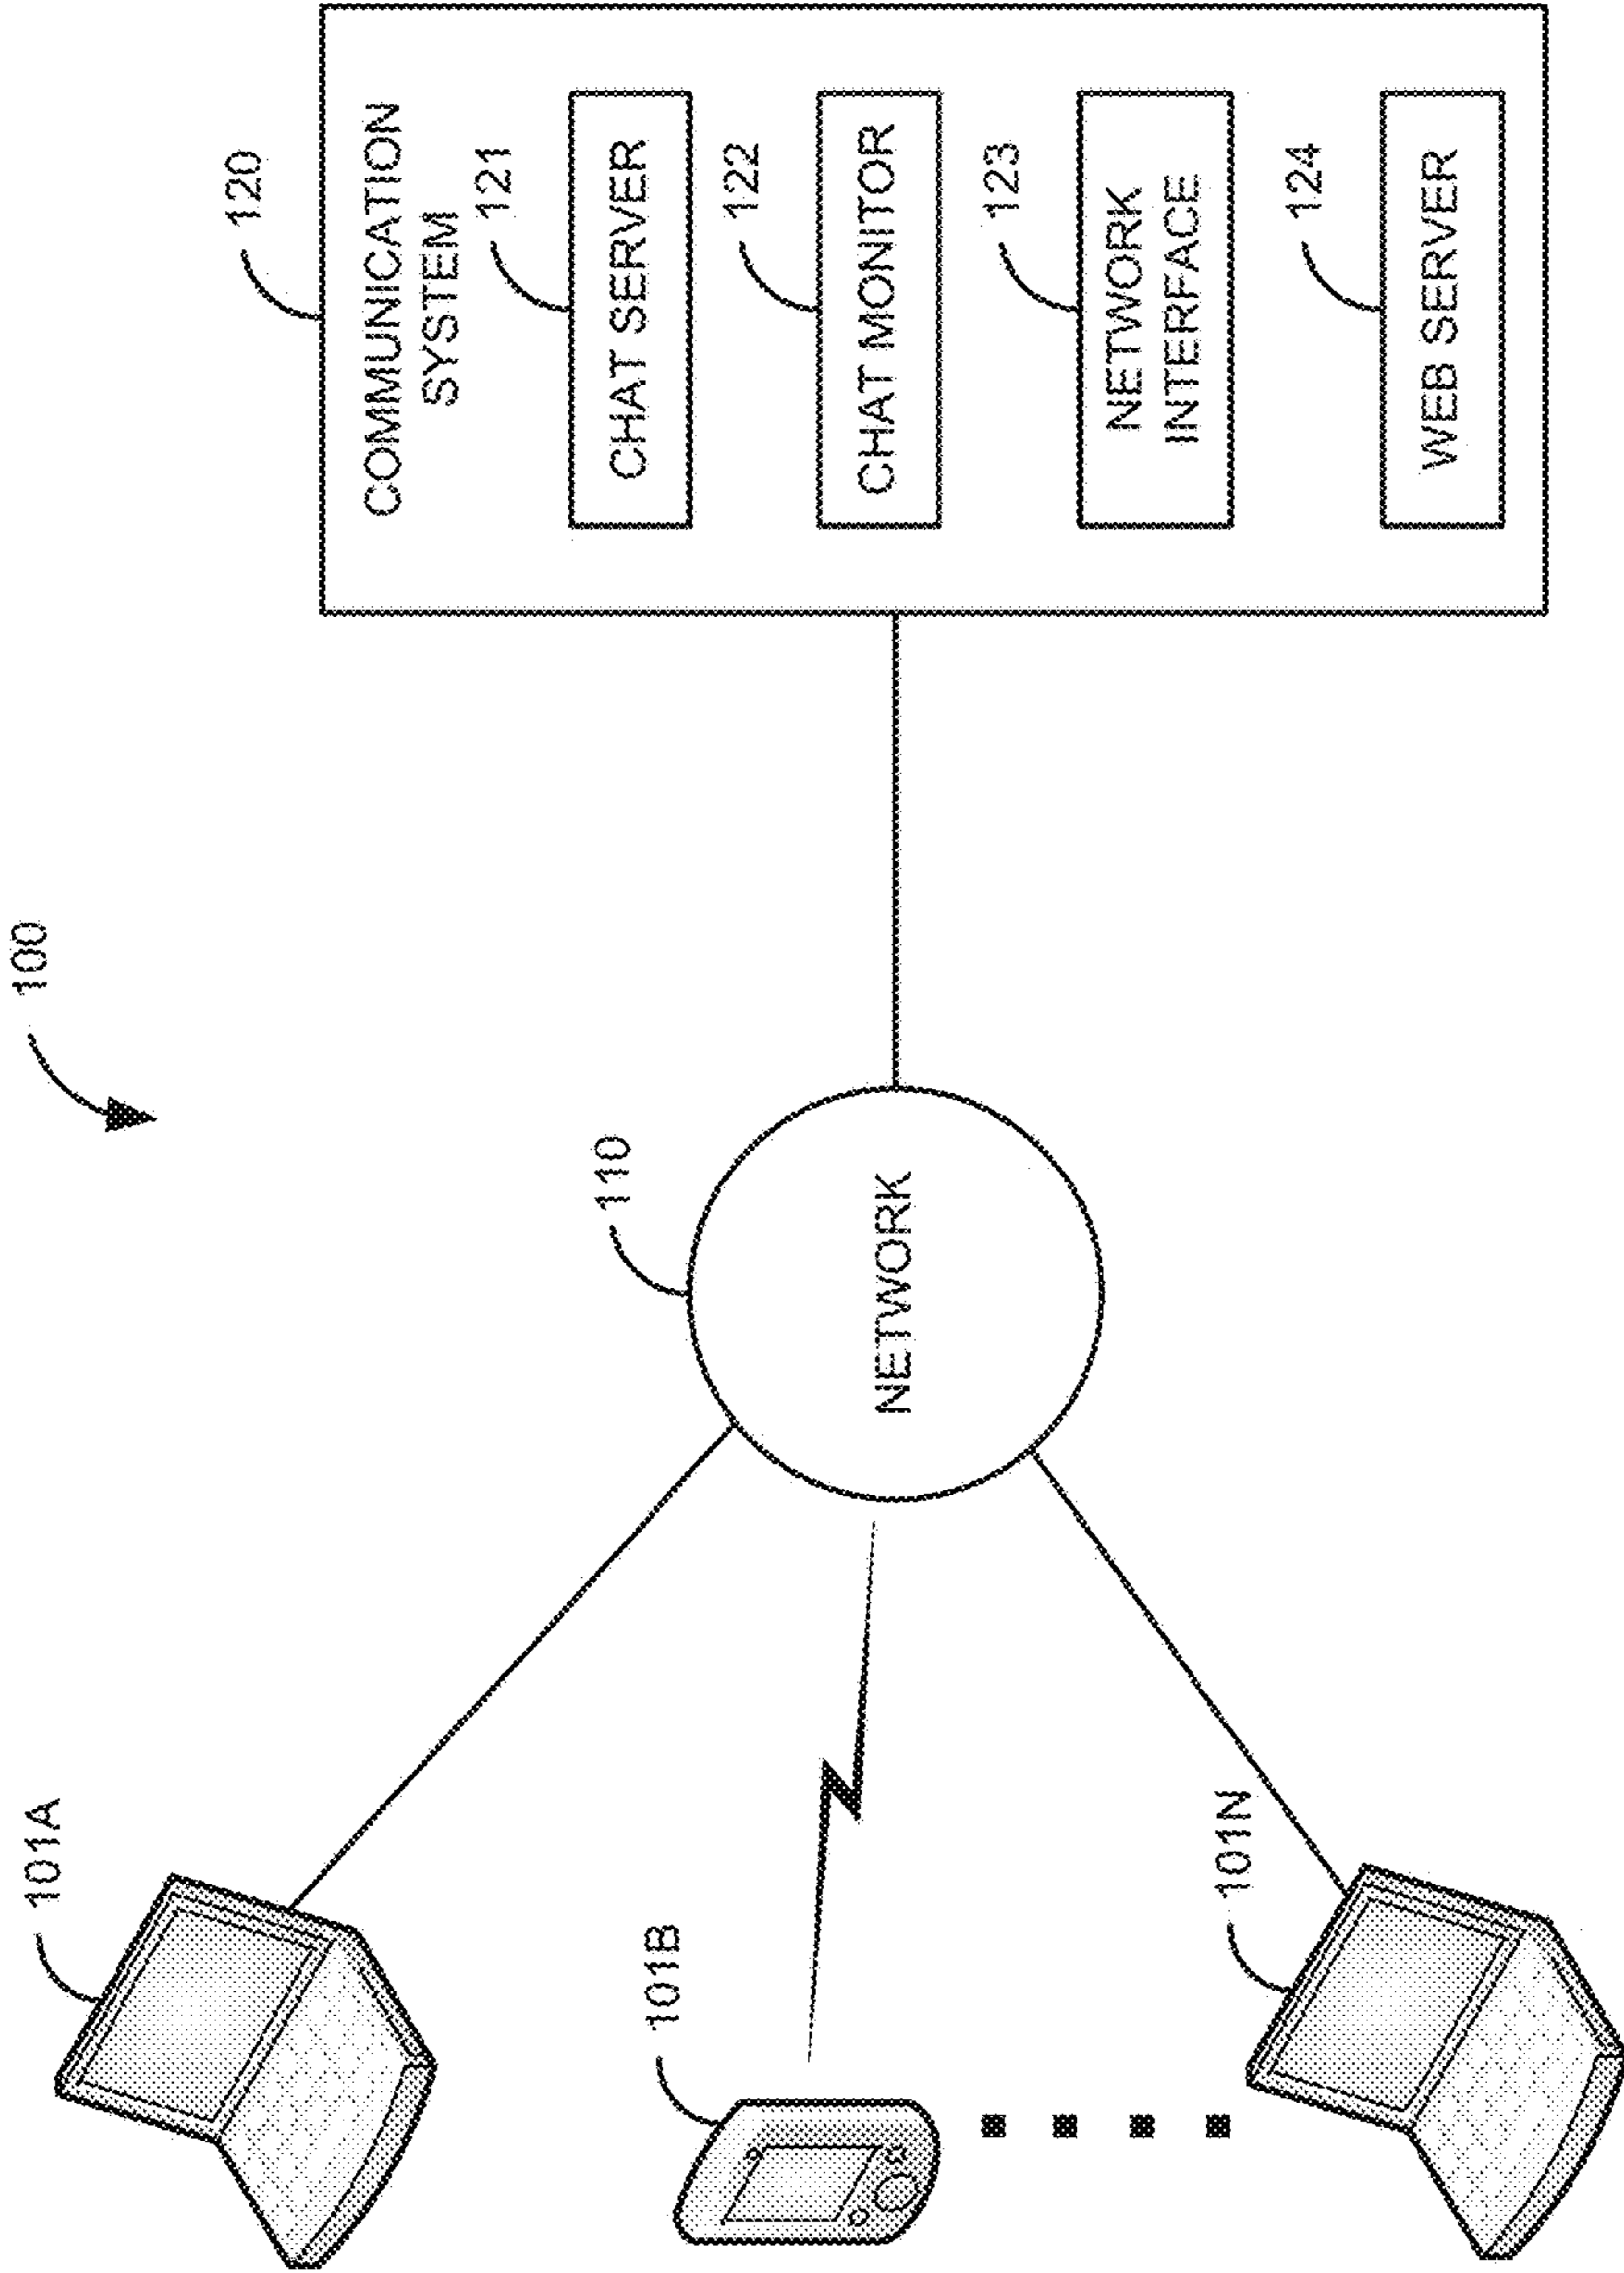 100
101A
101B
101N
110
NETWORK
120
COMMUNICATION
SYSTEM
121
CHAT SERVER
122
CHAT MONITOR
123
NETWORK
INTERFACE
124
WEB SERVER